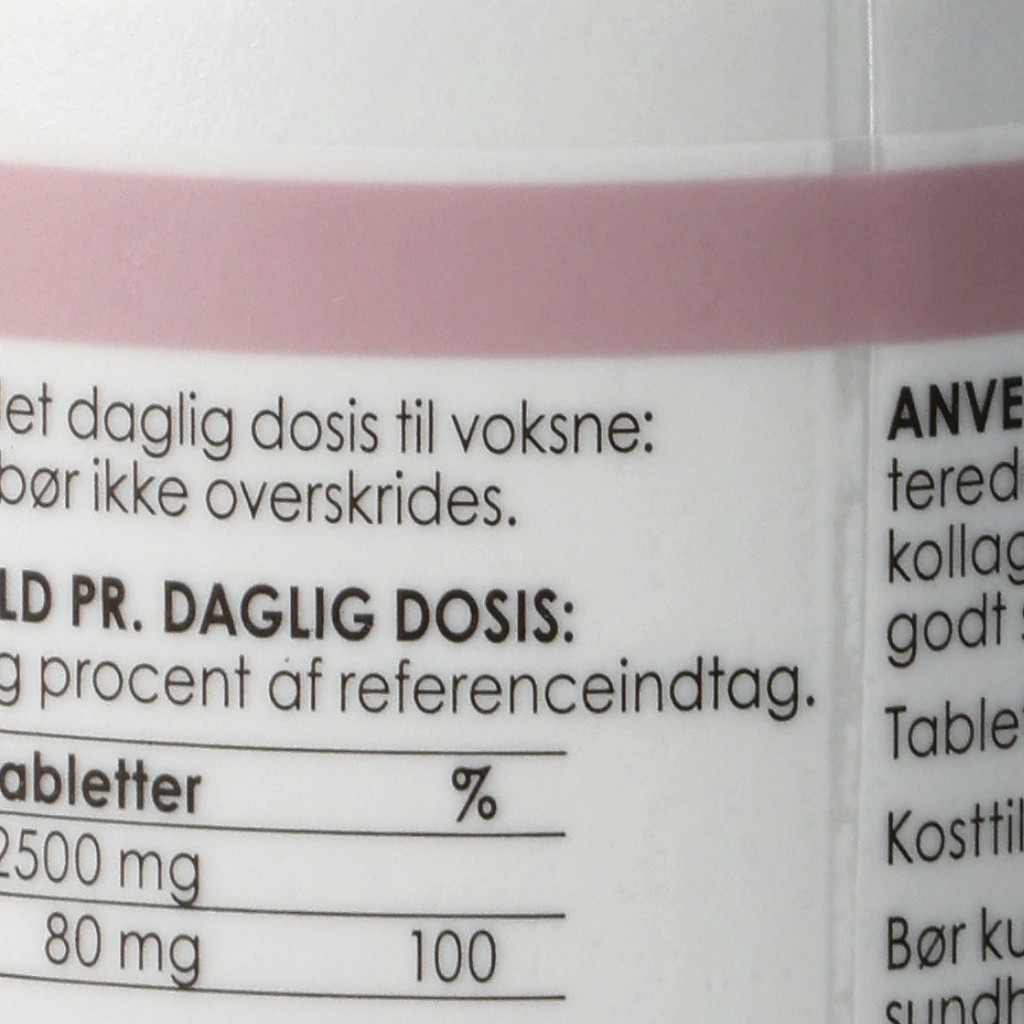 let daglig dosis til voksne:
bør ikke overskrides.
LD PR. DAGLIG DOSIS:
g procent af referenceindtag.
abletter %
2500 mg
80 mg 100
ANVE
tered
kollag
godt
Table
Kosttil
Bør ku
sundh